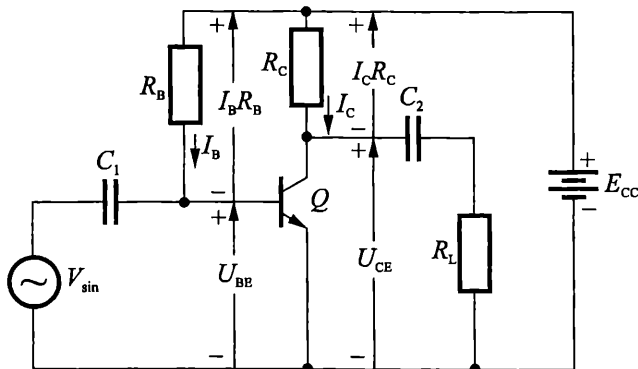 +
+
R_B
I_B R_B
R_C
I_C R_C
I_B
I_C
C_1
C_2
−
−
+
+
Q
+
E_CC
−
V_sin
U_BE
U_CE
R_L
−
−